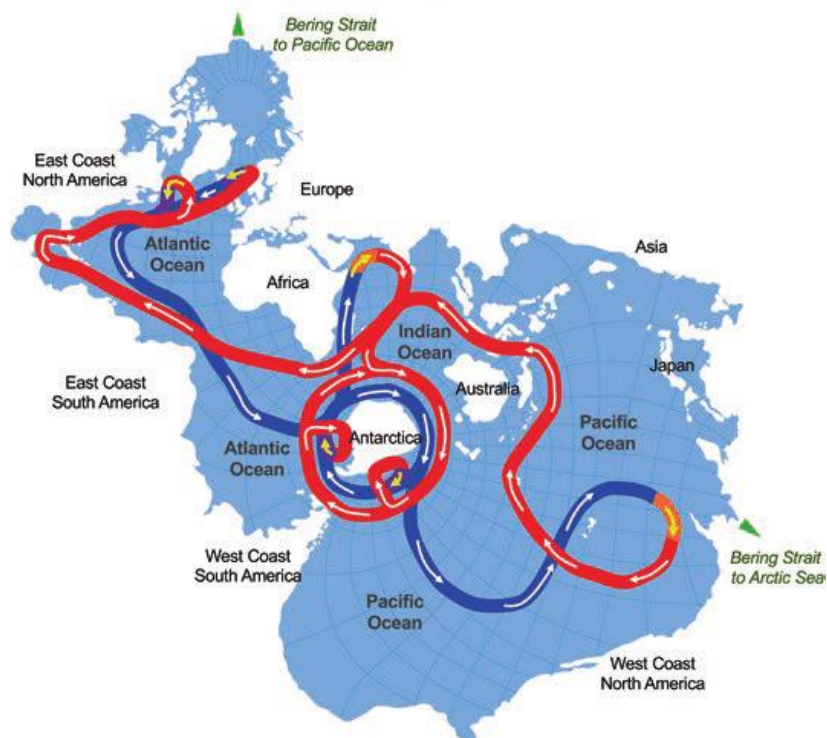 Bering Strait
to Pacific Ocean
East Coast
North America
Europe
Asia
Atlantic
Ocean
Africa
Indian
Ocean
Japan
Australia
East Coast
South America
Pacific
Ocean
Antarctica
Atlantic
Ocean
West Coast
South America
Bering Strait
to Arctic Sea
Pacific
Ocean
West Coast
North America